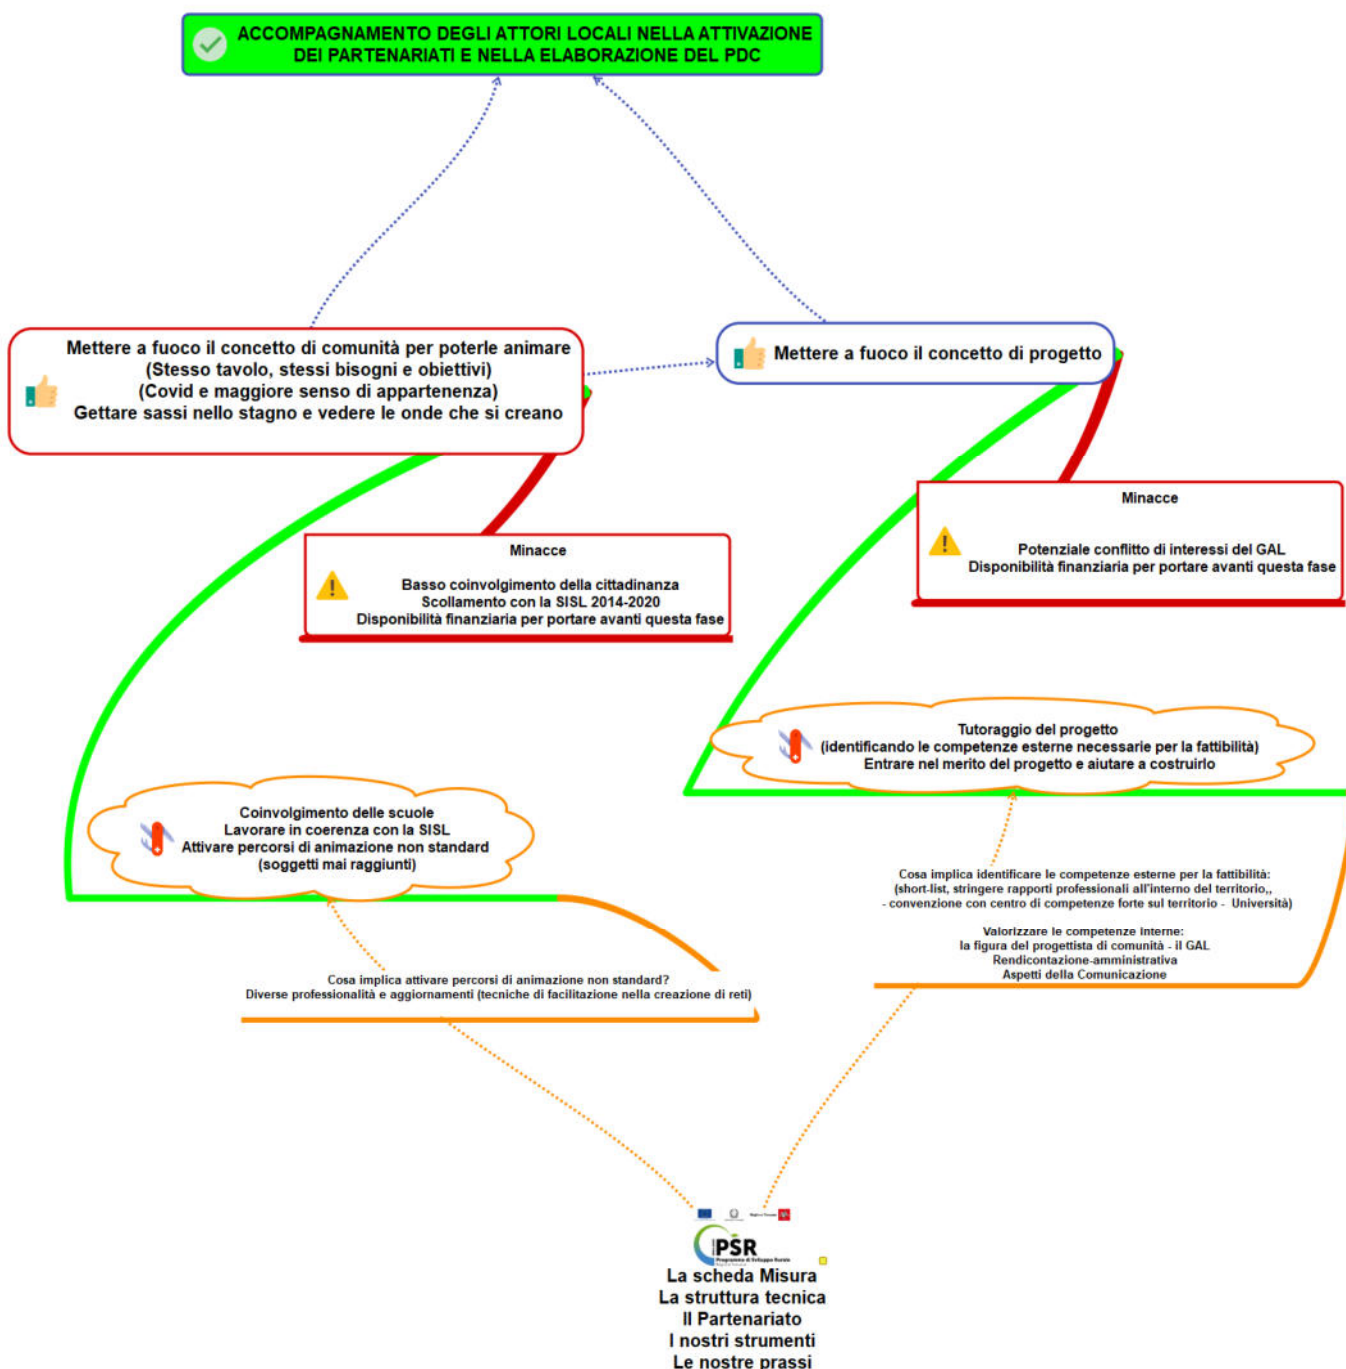 ACCOMPAGNAMENTO DEGLI ATTORI LOCALI NELLA ATTIVAZIONE
DEI PARTENARIATI E NELLA ELABORAZIONE DEL PDC
Mettere a fuoco il concetto di comunità per poterle animare
(Stesso tavolo, stessi bisogni e obiettivi)
(Covid e maggiore senso di appartenenza)
Gettare sassi nello stagno e vedere le onde che si creano
Mettere a fuoco il concetto di progetto
Minacce
Potenziale conflitto di interessi del GAL
Disponibilità finanziaria per portare avanti questa fase
Minacce
Basso coinvolgimento della cittadinanza
Scollamento con la SISL 2014-2020
Disponibilità finanziaria per portare avanti questa fase
Tutoraggio del progetto
(identificando le competenze esterne necessarie per la fattibilità)
Entrare nel merito del progetto e aiutare a costruirlo
Coinvolgimento delle scuole
Lavorare in coerenza con la SISL
Attivare percorsi di animazione non standard
(soggetti mai raggiunti)
Cosa implica identificare le competenze esterne per la fattibilità:
(short-list, stringere rapporti professionali all'interno del territorio,,
- convenzione con centro di competenze forte sul territorio - Università)
Valorizzare le competenze interne:
la figura del progettista di comunità - il GAL
Rendicontazione-amministrativa
Aspetti della Comunicazione
Cosa implica attivare percorsi di animazione non standard?
Diverse professionalità e aggiornamenti (tecniche di facilitazione nella creazione di reti)
PSR
Programma di Sviluppo Rurale
La scheda Misura
La struttura tecnica
Il Partenariato
I nostri strumenti
Le nostre prassi